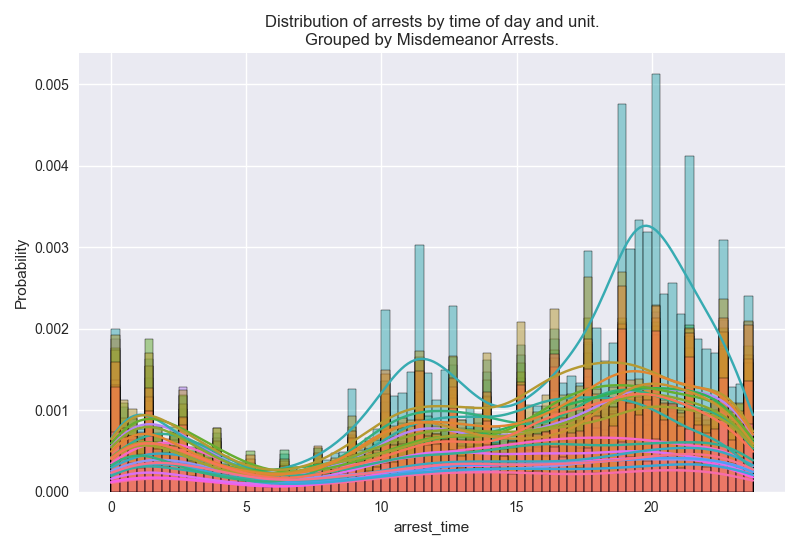 Distribution of arrests by time of day and unit.
Grouped by Misdemeanor Arrests.
0.005
0.004
0.003
0.002
0.001
0.000
Probability
0 5 10 15 20
arrest_time